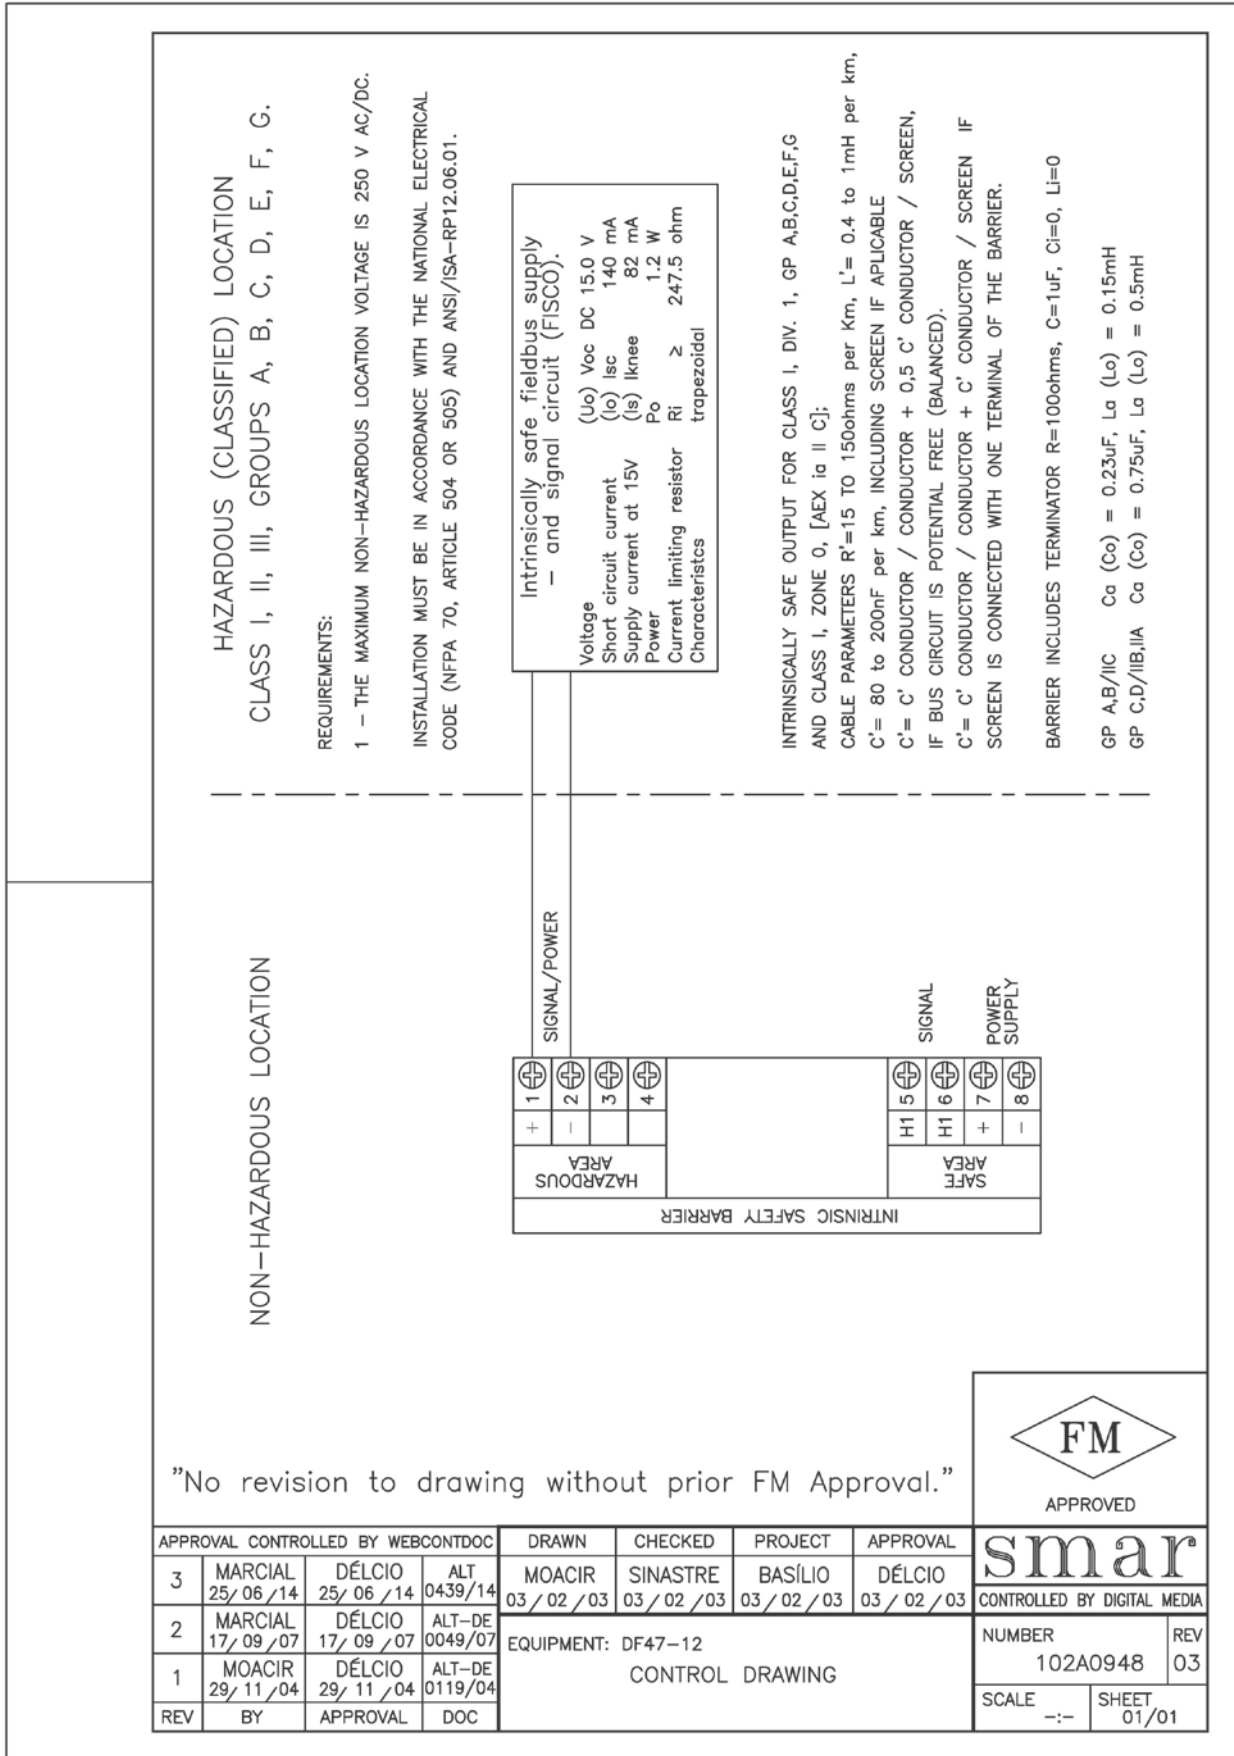 HAZARDOUS (CLASSIFIED) LOCATION
CLASS I, II, III, GROUPS A, B, C, D, E, F, G.
REQUIREMENTS:
1 - THE MAXIMUM NON-HAZARDOUS LOCATION VOLTAGE IS 250 V AC/DC.
INSTALLATION MUST BE IN ACCORDANCE WITH THE NATIONAL ELECTRICAL
CODE (NFPA 70, ARTICLE 504 OR 505) AND ANSI/ISA-RP12.06.01.
Intrinsically safe fieldbus supply
- and signal circuit (FISCO).
Voltage (Uo) Voc DC 15.0 V
Short circuit current (Io) Isc 140 mA
Supply current at 15V (Is) Iknee 82 mA
Power Po 1.2 W
Current limiting resistor Ri ≥ 247.5 ohm
Characteristcs trapezoidal
INTRINSICALLY SAFE OUTPUT FOR CLASS I, DIV. 1, GP A,B,C,D,E,F,G
AND CLASS I, ZONE 0, [AEX ia II C];
CABLE PARAMETERS R'=15 TO 150ohms per Km, L'= 0.4 to 1mH per km,
C'= 80 to 200nF per km, INCLUDING SCREEN IF APLICABLE
C'= C' CONDUCTOR / CONDUCTOR + 0,5 C' CONDUCTOR / SCREEN,
IF BUS CIRCUIT IS POTENTIAL FREE (BALANCED).
C'= C' CONDUCTOR / CONDUCTOR + C' CONDUCTOR / SCREEN IF
SCREEN IS CONNECTED WITH ONE TERMINAL OF THE BARRIER.
BARRIER INCLUDES TERMINATOR R=100ohms, C=1uF, Ci=0, Li=0
GP A,B/IIC Ca (Co) = 0.23uF, La (Lo) = 0.15mH
GP C,D/IIB,IIA Ca (Co) = 0.75uF, La (Lo) = 0.5mH
NON-HAZARDOUS LOCATION
SIGNAL/POWER
+ 1
- 2
3
4
HAZARDOUS
AREA
H1 5
H1 6
+ 7
- 8
SIGNAL
POWER
SUPPLY
SAFE
AREA
INTRINSIC SAFETY BARRIER
"No revision to drawing without prior FM Approval."
FM
APPROVED
APPROVAL CONTROLLED BY WEBCONTDOC DRAWN CHECKED PROJECT APPROVAL
3 MARCIAL DÉLCIO ALT
25/06/14 25/06/14 0439/14
MOACIR SINASTRE BASÍLIO DÉLCIO
03/02/03 03/02/03 03/02/03 03/02/03
smar
CONTROLLED BY DIGITAL MEDIA
2 MARCIAL DÉLCIO ALT-DE
17/09/07 17/09/07 0049/07
1 MOACIR DÉLCIO ALT-DE
29/11/04 29/11/04 0119/04
REV BY APPROVAL DOC
EQUIPMENT: DF47-12
CONTROL DRAWING
NUMBER REV
102A0948 03
SCALE SHEET
-:- 01/01